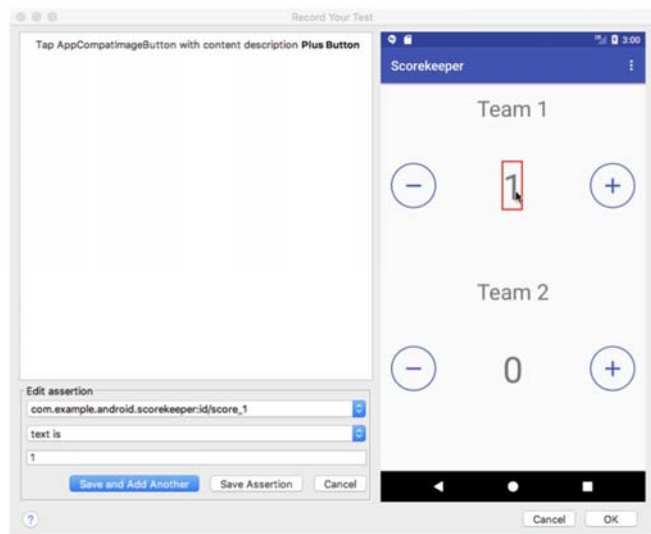 Record Your Test
Tap AppCompatImageButton with content description Plus Button
3:00
Scorekeeper
Team 1
1
Team 2
0
Edit assertion
com.example.android.scorekeeper:id/score_1
text is
1
Save and Add Another
Save Assertion
Cancel
?
Cancel
OK